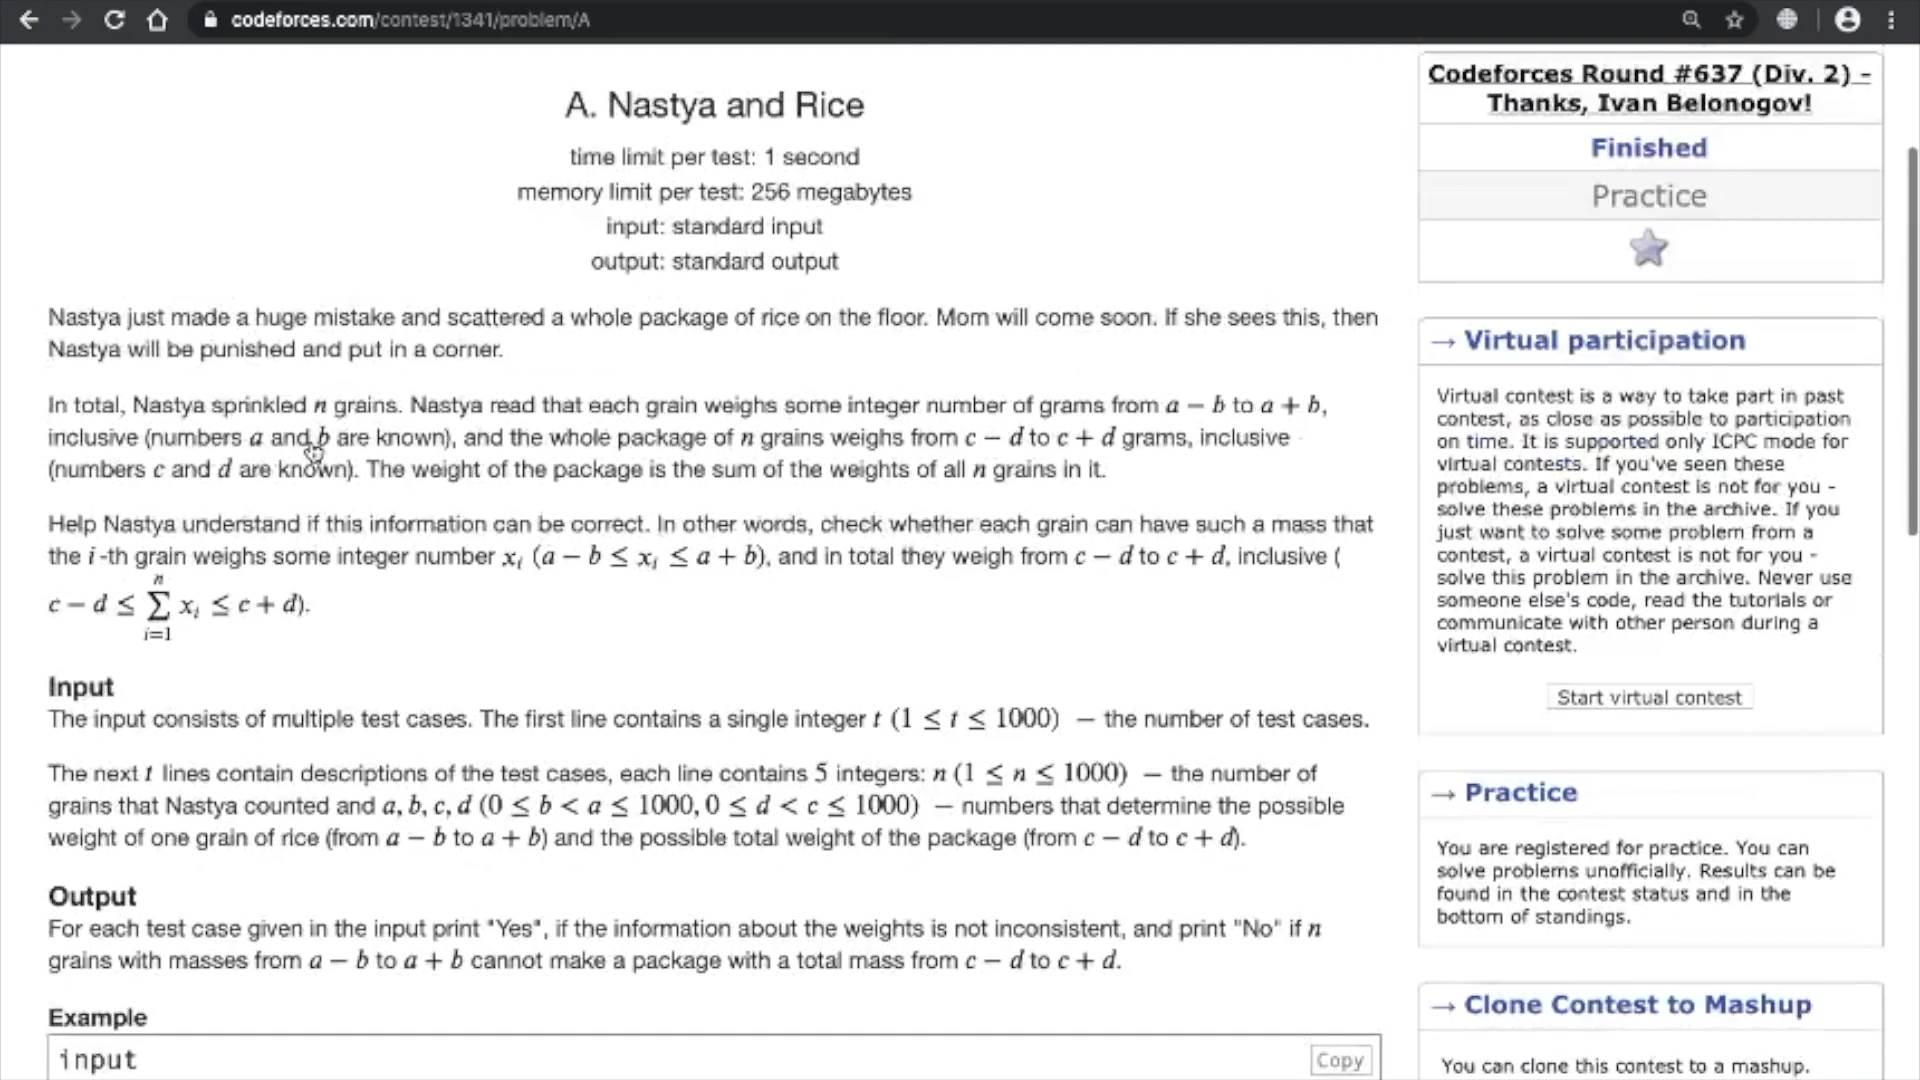 codeforces.com/contest/1341/problem/A
A. Nastya and Rice
time limit per test: 1 second
memory limit per test: 256 megabytes
input: standard input
output: standard output
Nastya just made a huge mistake and scattered a whole package of rice on the floor. Mom will come soon. If she sees this, then
Nastya will be punished and put in a corner.
In total, Nastya sprinkled n grains. Nastya read that each grain weighs some integer number of grams from a − b to a + b,
inclusive (numbers a and b are known), and the whole package of n grains weighs from c − d to c + d grams, inclusive
(numbers c and d are known). The weight of the package is the sum of the weights of all n grains in it.
Help Nastya understand if this information can be correct. In other words, check whether each grain can have such a mass that
the i-th grain weighs some integer number xᵢ (a − b ≤ xᵢ ≤ a + b), and in total they weigh from c − d to c + d, inclusive (
n
c − d ≤ ∑ xᵢ ≤ c + d).
i=1
Input
The input consists of multiple test cases. The first line contains a single integer t (1 ≤ t ≤ 1000) — the number of test cases.
The next t lines contain descriptions of the test cases, each line contains 5 integers: n (1 ≤ n ≤ 1000) — the number of
grains that Nastya counted and a, b, c, d (0 ≤ b < a ≤ 1000, 0 ≤ d < c ≤ 1000) — numbers that determine the possible
weight of one grain of rice (from a − b to a + b) and the possible total weight of the package (from c − d to c + d).
Output
For each test case given in the input print "Yes", if the information about the weights is not inconsistent, and print "No" if n
grains with masses from a − b to a + b cannot make a package with a total mass from c − d to c + d.
Example
input
Copy
Codeforces Round #637 (Div. 2) -
Thanks, Ivan Belonogov!
Finished
Practice
→ Virtual participation
Virtual contest is a way to take part in past
contest, as close as possible to participation
on time. It is supported only ICPC mode for
virtual contests. If you've seen these
problems, a virtual contest is not for you -
solve these problems in the archive. If you
just want to solve some problem from a
contest, a virtual contest is not for you -
solve this problem in the archive. Never use
someone else's code, read the tutorials or
communicate with other person during a
virtual contest.
Start virtual contest
→ Practice
You are registered for practice. You can
solve problems unofficially. Results can be
found in the contest status and in the
bottom of standings.
→ Clone Contest to Mashup
You can clone this contest to a mashup.